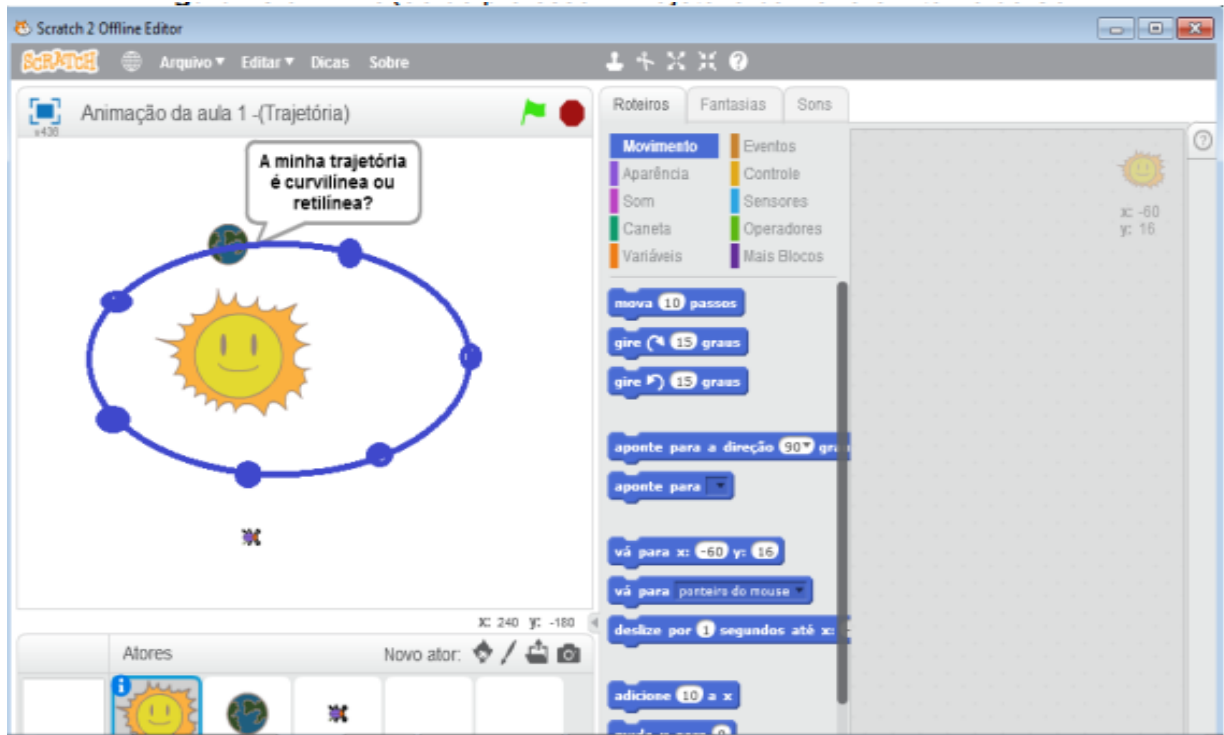 Scratch 2 Offline Editor
SCRATCH Arquivo Editar Dicas Sobre
v438
Animação da aula 1 -(Trajetória)
A minha trajetória
é curvilínea ou
retilínea?
X: 240 y: -180
Atores
Novo ator:
Roteiros Fantasias Sons
Movimento Eventos
Aparência Controle
Som Sensores
Caneta Operadores
Variáveis Mais Blocos
mova 10 passos
gire 15 graus
gire 15 graus
aponte para a direção 90
aponte para
vá para x: -60 y: 16
vá para ponteiro do mouse
deslize por 1 segundos até x:
adicione 10 a x
x: -60
y: 16